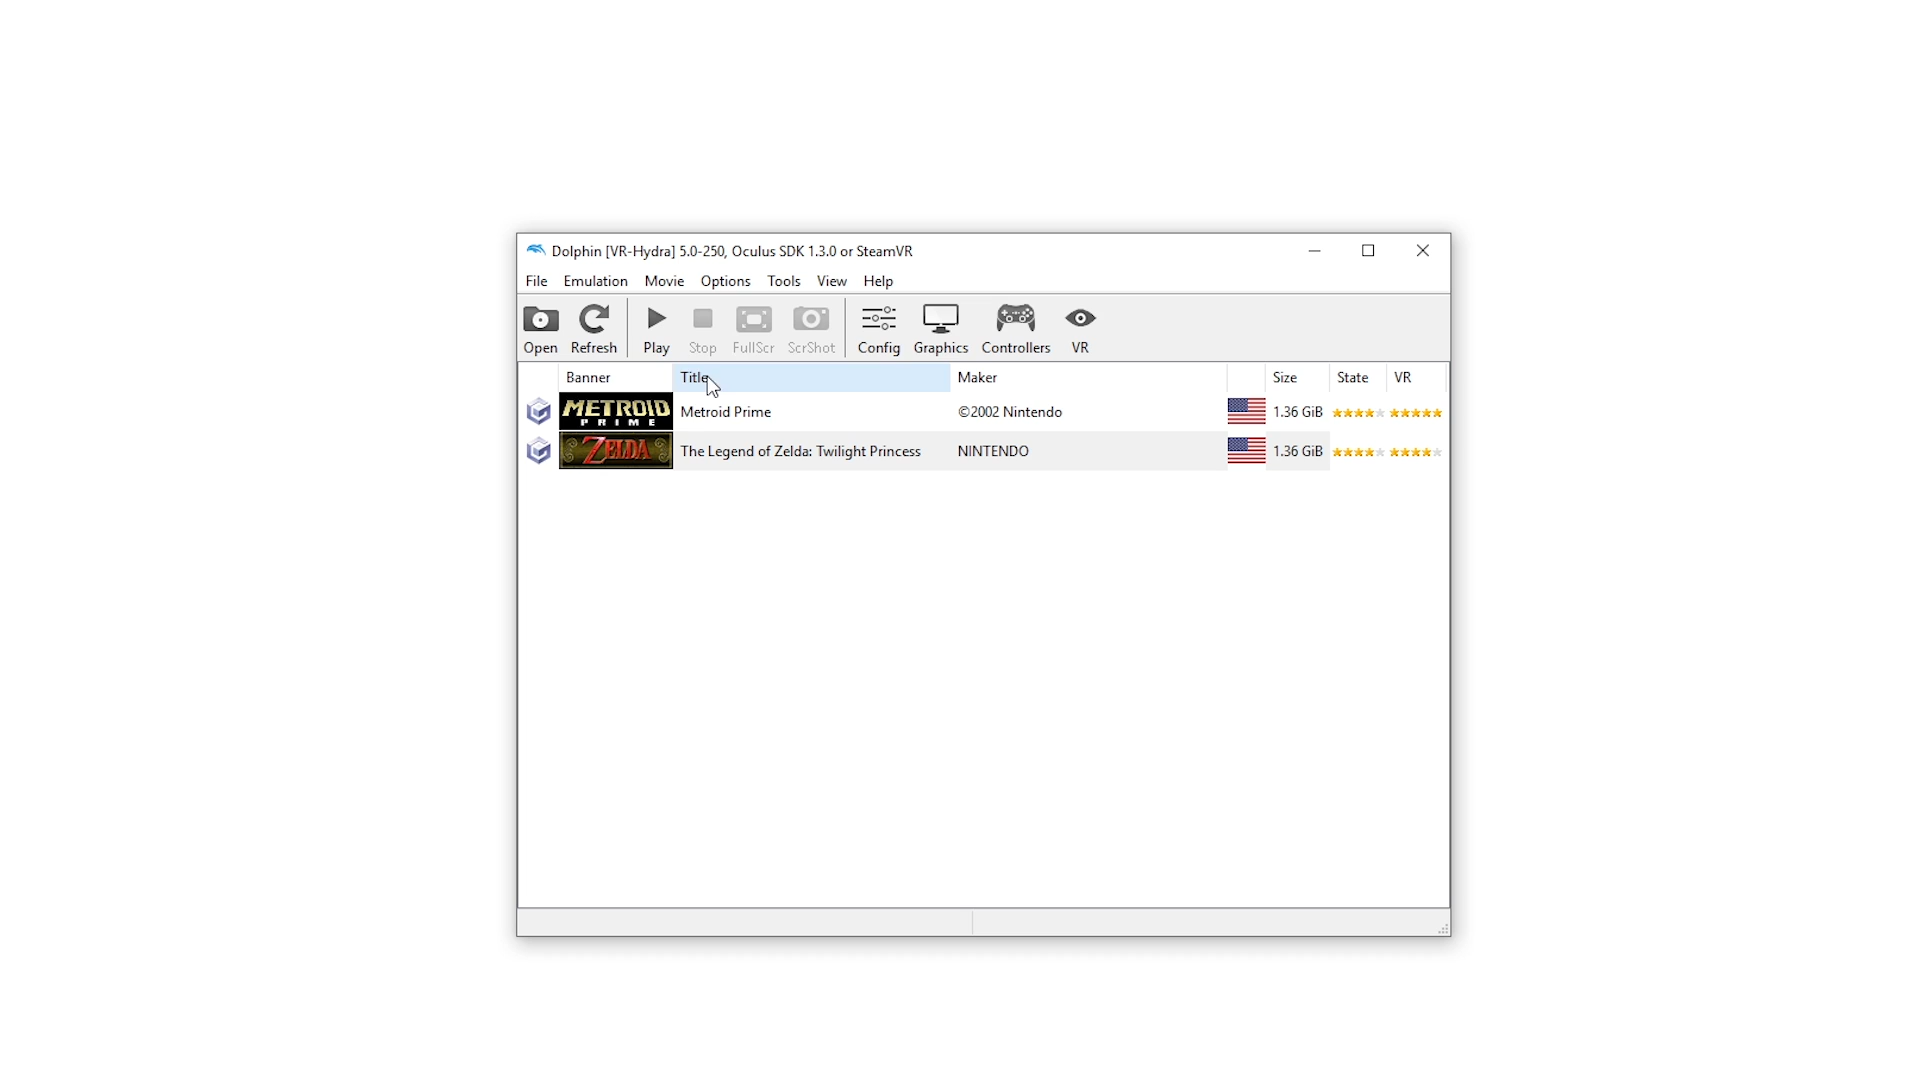 Dolphin [VR-Hydra] 5.0-250, Oculus SDK 1.3.0 or SteamVR
File Emulation Movie Options Tools View Help
Open Refresh Play Stop FullScr ScrShot Config Graphics Controllers VR
Banner Title Maker Size State VR
METROID PRIME Metroid Prime ©2002 Nintendo 1.36 GiB
ZELDA The Legend of Zelda: Twilight Princess NINTENDO 1.36 GiB